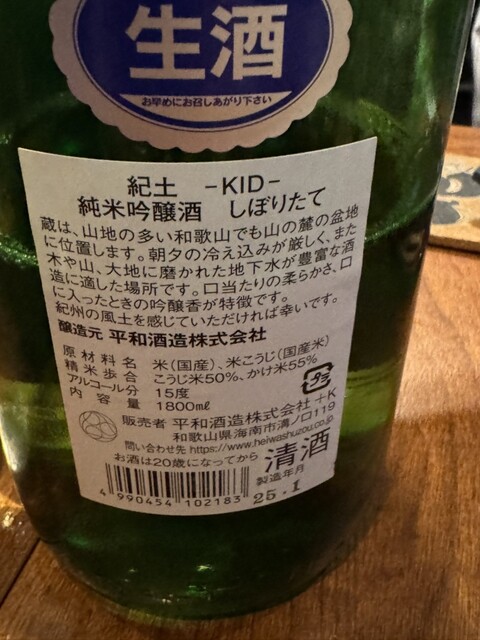 生酒
お早めにお召しあがり下さい
紀土 -KID-
純米吟醸酒 しぼりたて
蔵は、山地の多い和歌山でも山の麓の盆地
に位置します。朝夕の冷え込みが厳しく、また
木や山、大地に磨かれた地下水が豊富な酒
造に適した場所です。口当たりの柔らかさ、口
に入ったときの吟醸香が特徴です。
紀州の風土を感じていただければ幸いです。
醸造元 平和酒造株式会社
原材料名 米(国産)、米こうじ(国産米)
精米歩合 こうじ米50%、かけ米55%
アルコール分 15度
内容量 1800mℓ
販売者 平和酒造株式会社 +K
和歌山県海南市溝ノ口119
問い合わせ先 https://www.heiwashuzou.co.jp
お酒は20歳になってから 清酒
4 990454 102183
製造年月 25.1